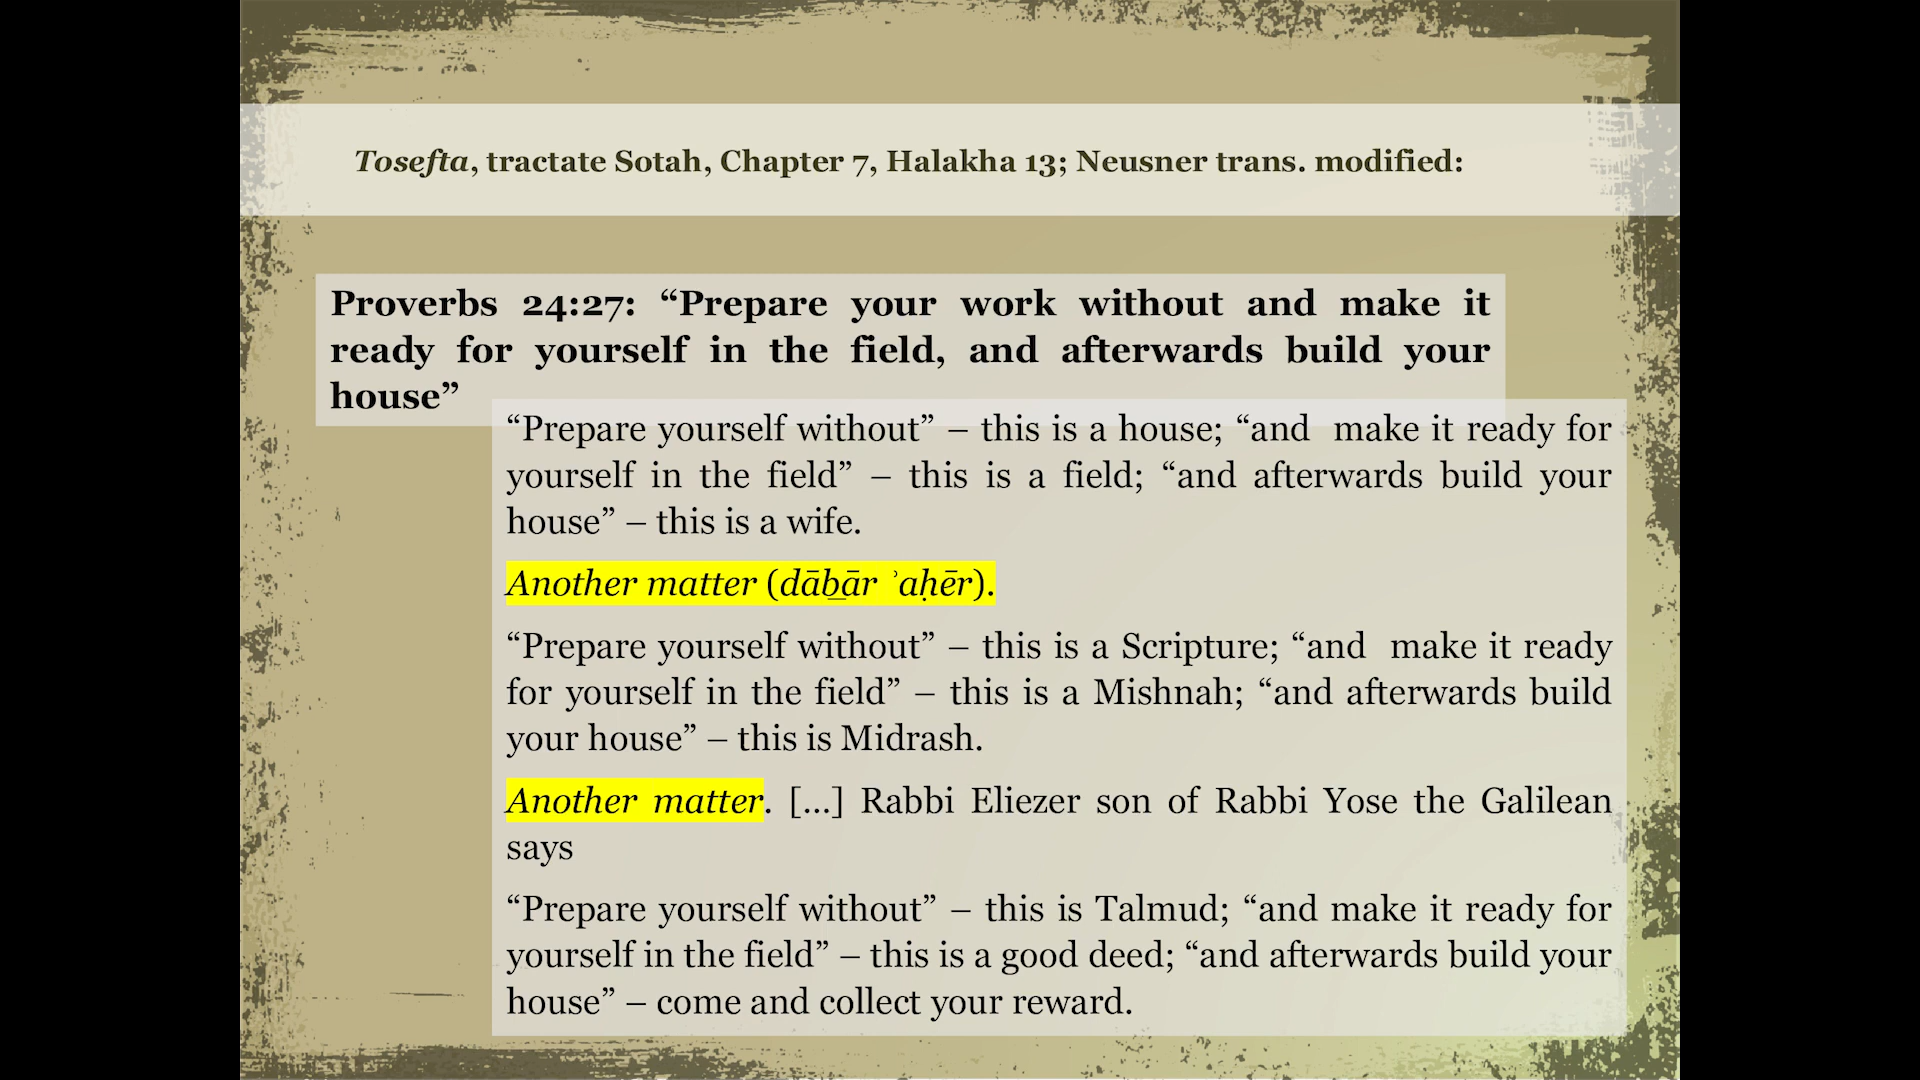 Tosefta, tractate Sotah, Chapter 7, Halakha 13; Neusner trans. modified:
Proverbs 24:27: “Prepare your work without and make it
ready for yourself in the field, and afterwards build your
house”
“Prepare yourself without” – this is a house; “and make it ready for
yourself in the field” – this is a field; “and afterwards build your
house” – this is a wife.
Another matter (dāḇār ʾaḥēr).
“Prepare yourself without” – this is a Scripture; “and make it ready
for yourself in the field” – this is a Mishnah; “and afterwards build
your house” – this is Midrash.
Another matter. [...] Rabbi Eliezer son of Rabbi Yose the Galilean
says
“Prepare yourself without” – this is Talmud; “and make it ready for
yourself in the field” – this is a good deed; “and afterwards build your
house” – come and collect your reward.